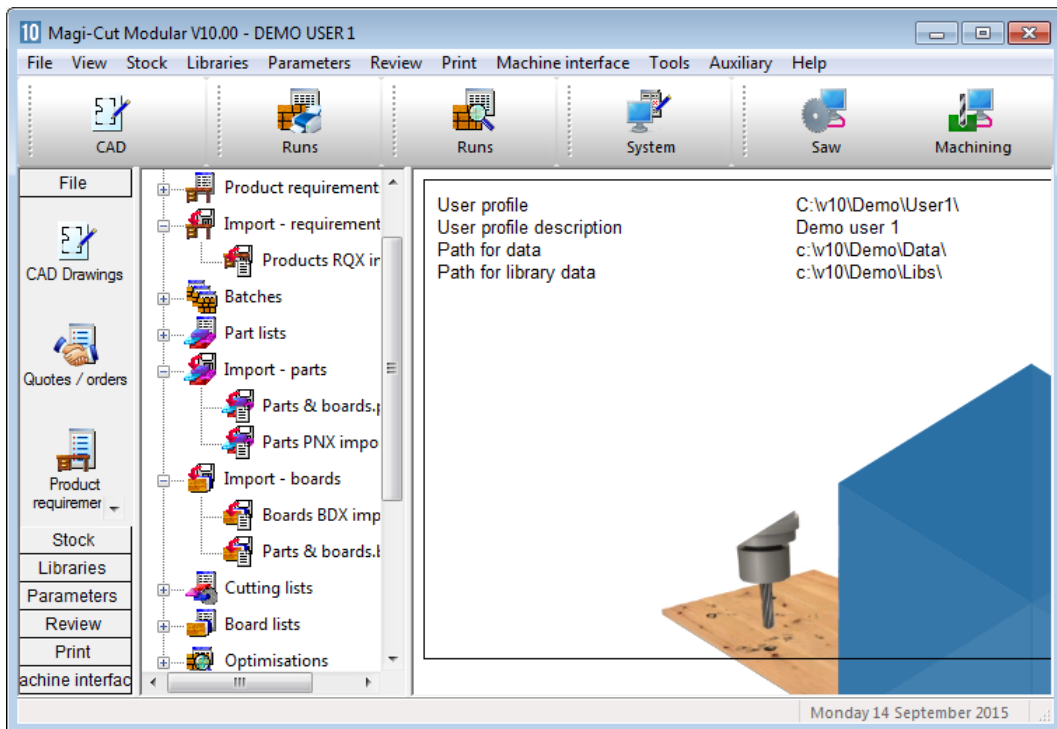 10 Magi-Cut Modular V10.00 - DEMO USER 1
File View Stock Libraries Parameters Review Print Machine interface Tools Auxiliary Help
CAD Runs Runs System Saw Machining
File
CAD Drawings
Quotes / orders
Product
requiremer
Stock
Libraries
Parameters
Review
Print
achine interfac
Product requirement
Import - requirement
Products RQX in
Batches
Part lists
Import - parts
Parts & boards.p
Parts PNX impo
Import - boards
Boards BDX imp
Parts & boards.b
Cutting lists
Board lists
Optimisations
User profile C:\v10\Demo\User1\
User profile description Demo user 1
Path for data c:\v10\Demo\Data\
Path for library data c:\v10\Demo\Libs\
Monday 14 September 2015